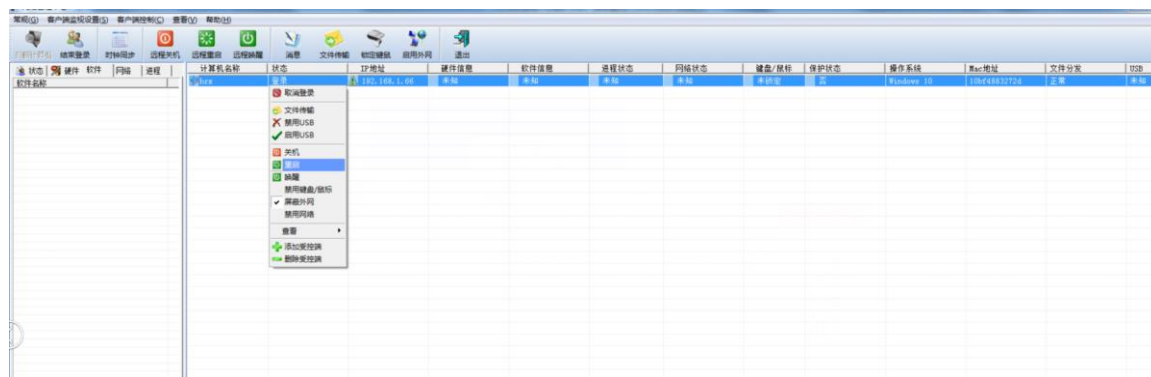 常规(G) 客户端监视设置(S) 客户端控制(C) 查看(V) 帮助(H)
结束登录 时钟同步 远程关机 远程重启 远程唤醒 消息 文件传输 锁定键鼠 启用外网 退出
状态 硬件 软件 网络 进程
计算机名称 状态 IP地址 硬件信息 软件信息 进程状态 网络状态 键盘/鼠标 保护状态 操作系统 Mac地址 文件分发 USB
软件名称
登录 192.168.1.66 未知 未知 未知 未知 未锁定 Windows 10 10bf4883272d 正常 未知
取消登录
文件传输
禁用USB
启用USB
关机
重启
唤醒
禁用键盘/鼠标
屏蔽外网
禁用网络
查看
添加受控端
删除受控端